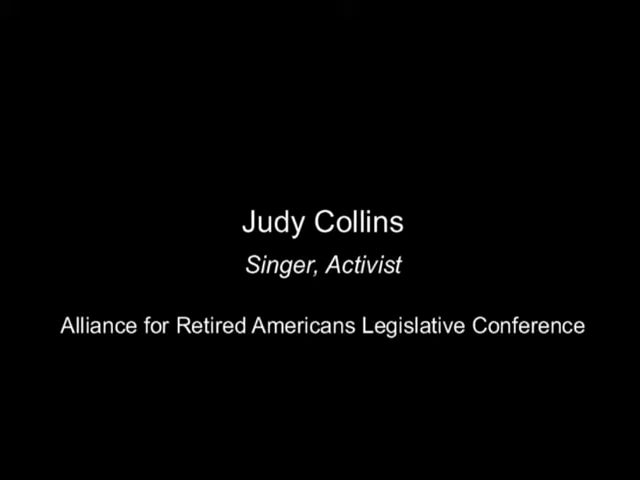 Judy Collins
Singer, Activist
Alliance for Retired Americans Legislative Conference